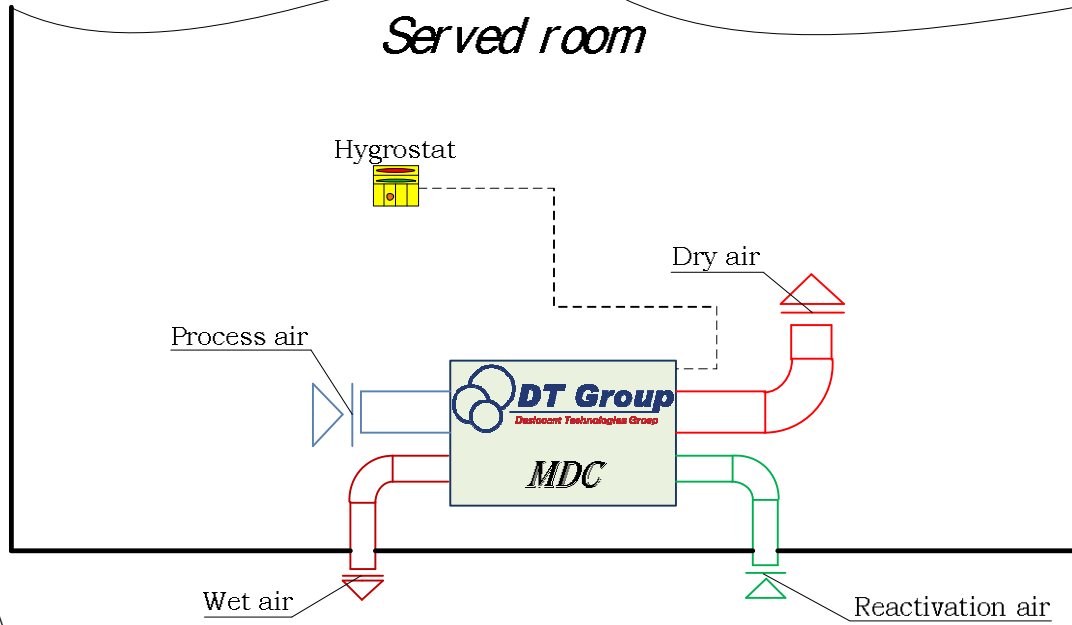 Served room
Hygrostat
Dry air
Process air
DT Group
Desiccant Technologies Group
MDC
Wet air
Reactivation air